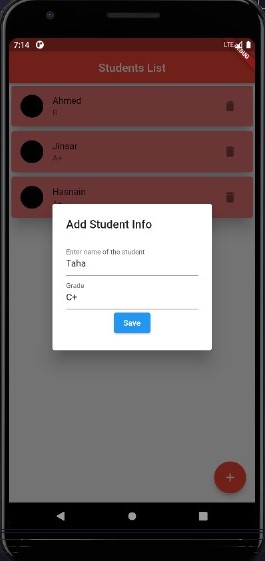 7:14
LTE
DEBUG
Students List
Ahmed
B
Jinsar
A+
Hasnain
Add Student Info
Enter name of the student
Taha
Grade
C+
Save
+